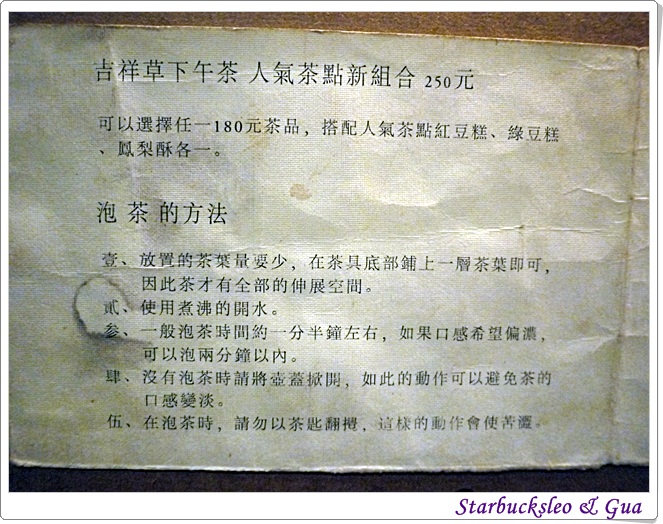 吉祥草下午茶 人氣茶點新組合 250元
可以選擇任一180元茶品，搭配人氣茶點紅豆糕、綠豆糕
、鳳梨酥各一。
泡 茶 的方法
壹、放置的茶葉量要少，在茶具底部鋪上一層茶葉即可，
因此茶才有全部的伸展空間。
貳、使用煮沸的開水。
參、一般泡茶時間約一分半鐘左右，如果口感希望偏濃，
可以泡兩分鐘以內。
肆、沒有泡茶時請將壺蓋掀開，如此的動作可以避免茶的
口感變淡。
伍、在泡茶時，請勿以茶匙翻攪，這樣的動作會使苦澀。
Starbucksleo & Gua